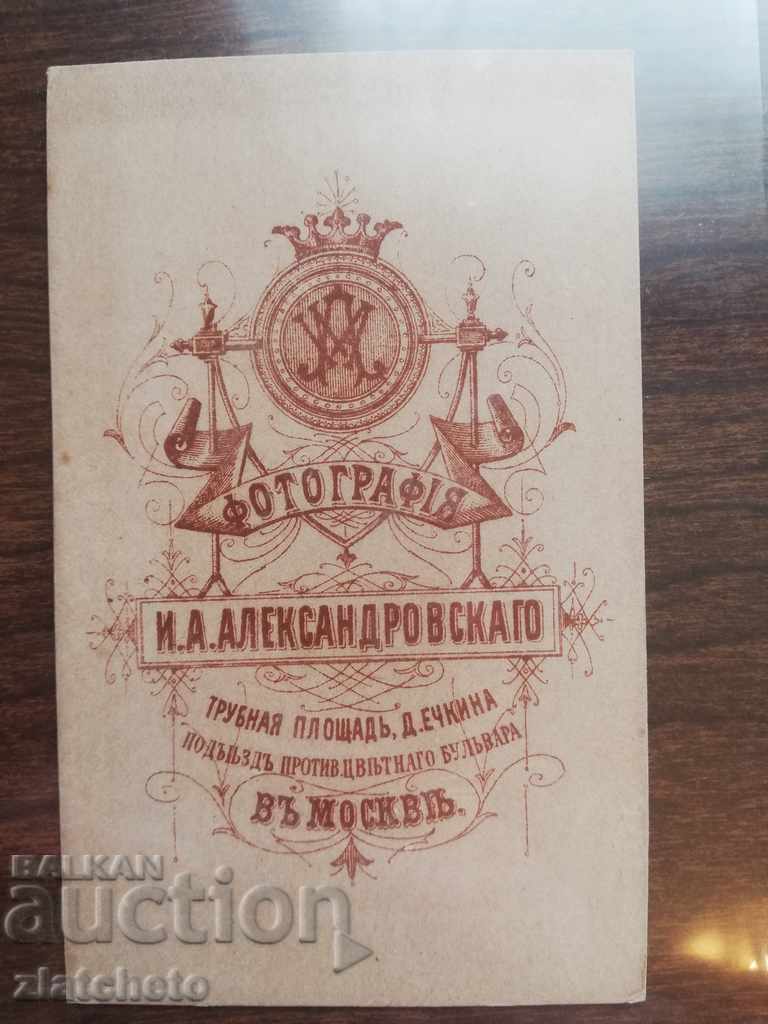 ФОТОГРАФІЯ
И.А.АЛЕКСАНДРОВСКАГО
ТРУБНАЯ ПЛОЩАДЬ, Д.ЕЧКИНА
ПОДЪѢЗДЪ ПРОТИВ.ЦВѢТНАГО БУЛЬВАРА
ВЪ МОСКВѢ.
BALKAN
auction
zlatcheto